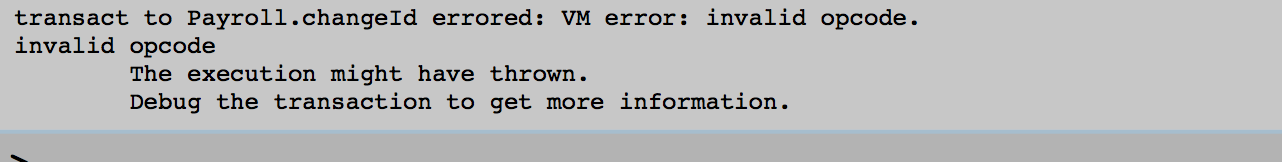 transact to Payroll.changeId errored: VM error: invalid opcode.
invalid opcode
The execution might have thrown.
Debug the transaction to get more information.
>